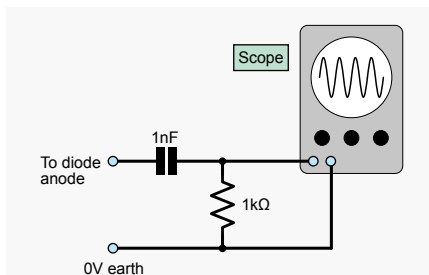 Scope
1nF
To diode
anode
1kΩ
0V earth